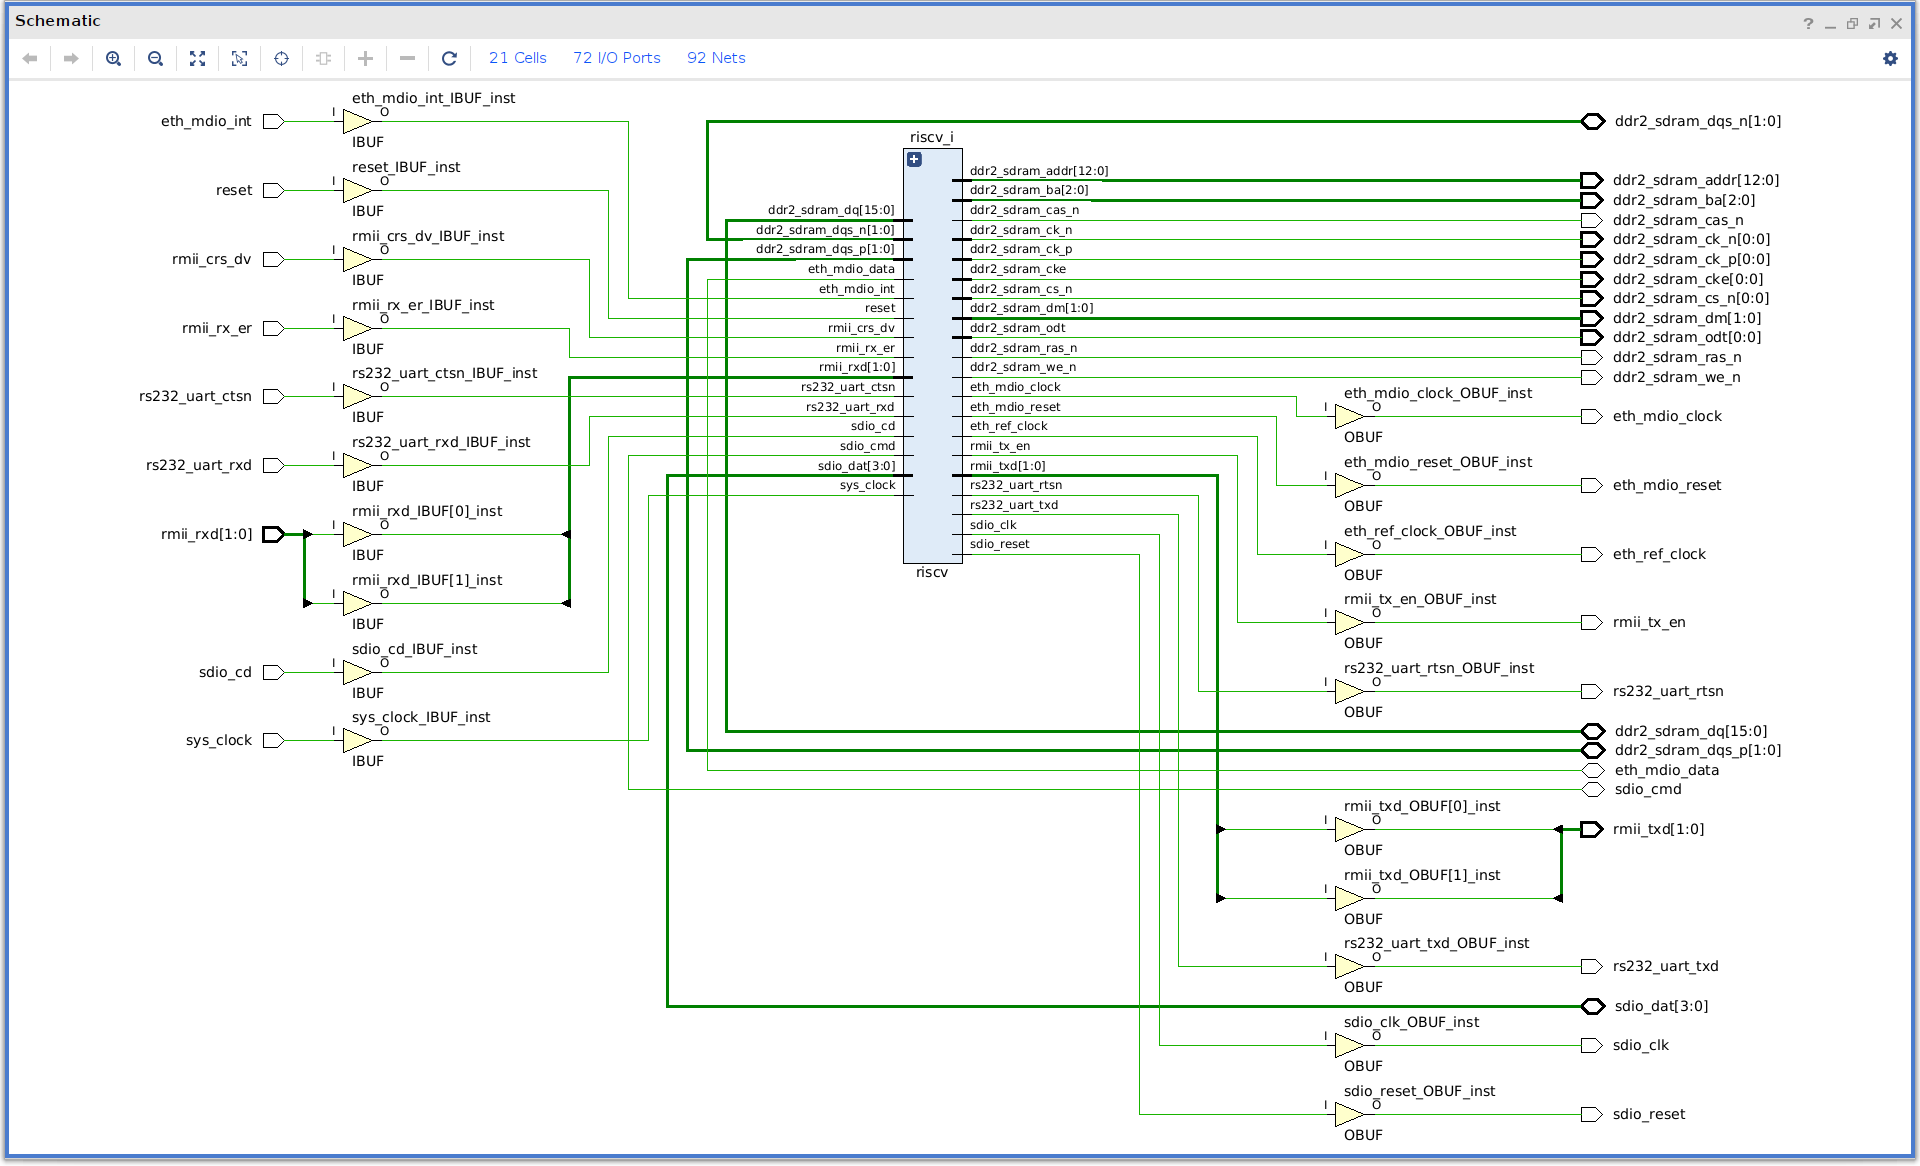 Schematic
21 Cells 72 I/O Ports 92 Nets
eth_mdio_int_IBUF_inst
eth_mdio_int
I
O
IBUF
reset_IBUF_inst
reset
I
O
IBUF
rmii_crs_dv_IBUF_inst
rmii_crs_dv
I
O
IBUF
rmii_rx_er_IBUF_inst
rmii_rx_er
I
O
IBUF
rs232_uart_ctsn_IBUF_inst
rs232_uart_ctsn
I
O
IBUF
rs232_uart_rxd_IBUF_inst
rs232_uart_rxd
I
O
IBUF
rmii_rxd_IBUF[0]_inst
rmii_rxd[1:0]
I
O
IBUF
rmii_rxd_IBUF[1]_inst
I
O
IBUF
sdio_cd_IBUF_inst
sdio_cd
I
O
IBUF
sys_clock_IBUF_inst
sys_clock
I
O
IBUF
riscv_i
ddr2_sdram_dq[15:0]
ddr2_sdram_dqs_n[1:0]
ddr2_sdram_dqs_p[1:0]
eth_mdio_data
eth_mdio_int
reset
rmii_crs_dv
rmii_rx_er
rmii_rxd[1:0]
rs232_uart_ctsn
rs232_uart_rxd
sdio_cd
sdio_cmd
sdio_dat[3:0]
sys_clock
ddr2_sdram_addr[12:0]
ddr2_sdram_ba[2:0]
ddr2_sdram_cas_n
ddr2_sdram_ck_n
ddr2_sdram_ck_p
ddr2_sdram_cke
ddr2_sdram_cs_n
ddr2_sdram_dm[1:0]
ddr2_sdram_odt
ddr2_sdram_ras_n
ddr2_sdram_we_n
eth_mdio_clock
eth_mdio_reset
eth_ref_clock
rmii_tx_en
rmii_txd[1:0]
rs232_uart_rtsn
rs232_uart_txd
sdio_clk
sdio_reset
riscv
ddr2_sdram_dqs_n[1:0]
ddr2_sdram_addr[12:0]
ddr2_sdram_ba[2:0]
ddr2_sdram_cas_n
ddr2_sdram_ck_n[0:0]
ddr2_sdram_ck_p[0:0]
ddr2_sdram_cke[0:0]
ddr2_sdram_cs_n[0:0]
ddr2_sdram_dm[1:0]
ddr2_sdram_odt[0:0]
ddr2_sdram_ras_n
ddr2_sdram_we_n
eth_mdio_clock_OBUF_inst
I
O
OBUF
eth_mdio_clock
eth_mdio_reset_OBUF_inst
I
O
OBUF
eth_mdio_reset
eth_ref_clock_OBUF_inst
I
O
OBUF
eth_ref_clock
rmii_tx_en_OBUF_inst
I
O
OBUF
rmii_tx_en
rs232_uart_rtsn_OBUF_inst
I
O
OBUF
rs232_uart_rtsn
ddr2_sdram_dq[15:0]
ddr2_sdram_dqs_p[1:0]
eth_mdio_data
sdio_cmd
rmii_txd_OBUF[0]_inst
I
O
OBUF
rmii_txd[1:0]
rmii_txd_OBUF[1]_inst
I
O
OBUF
rs232_uart_txd_OBUF_inst
I
O
OBUF
rs232_uart_txd
sdio_dat[3:0]
sdio_clk_OBUF_inst
I
O
OBUF
sdio_clk
sdio_reset_OBUF_inst
I
O
OBUF
sdio_reset